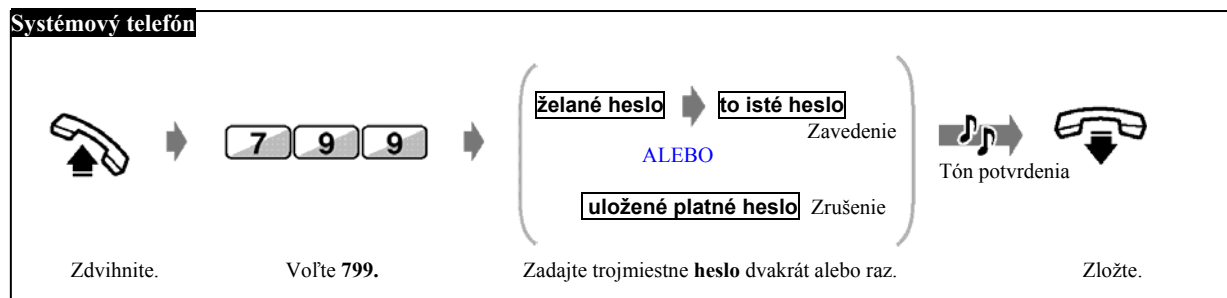 Systémový telefón
želané heslo to isté heslo
Zavedenie
7 9 9
ALEBO
Tón potvrdenia
uložené platné heslo Zrušenie
Zdvihnite. Voľte 799. Zadajte trojmiestne heslo dvakrát alebo raz. Zložte.